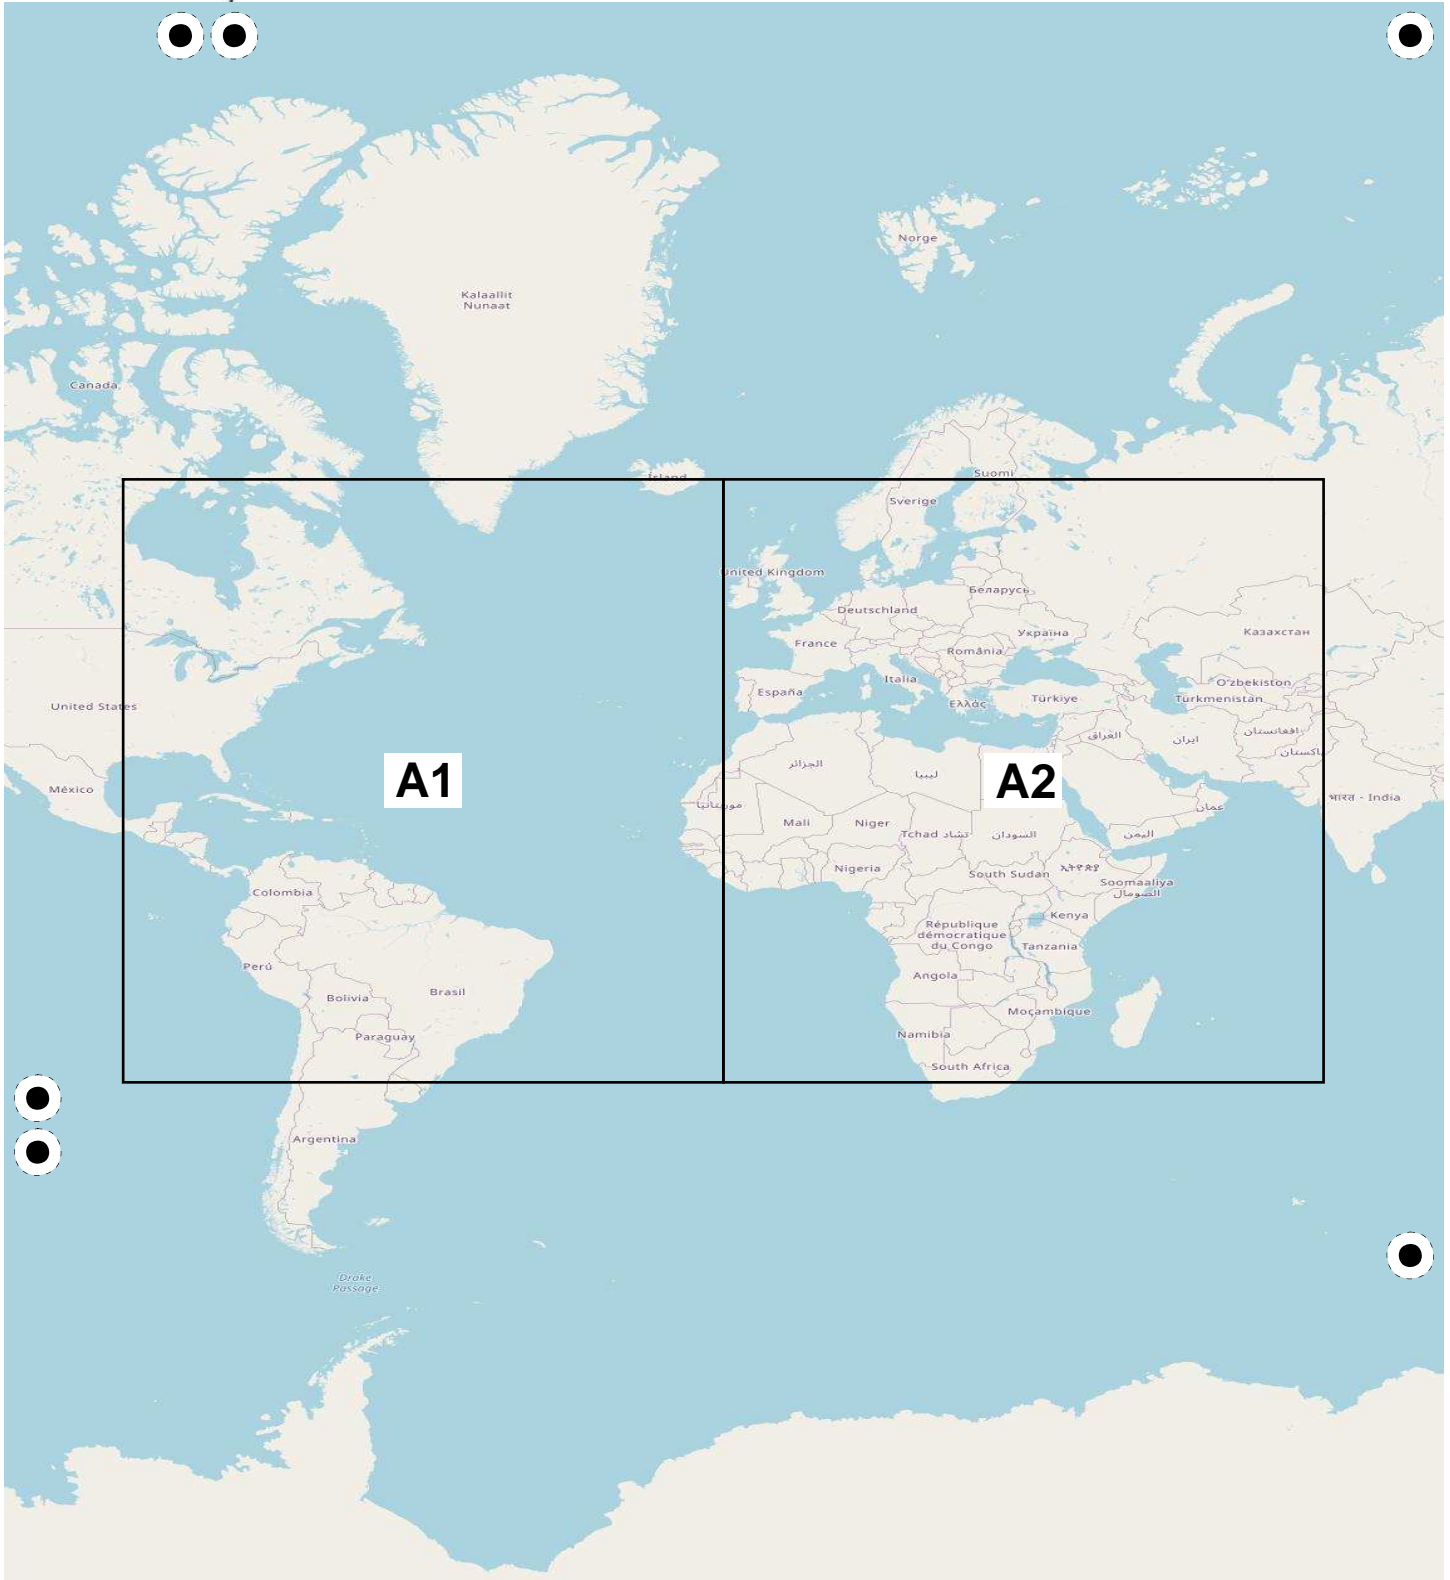 Norge
Kalaallit
Nunaat
Canada
Suomi
Ísland
Sverige
United Kingdom
Беларусь
Deutschland
Україна
Казахстан
France
România
Italia
O'zbekiston
España
Türkiye
Türkmenistan
Ελλάς
United States
العراق
ایران
افغانستان
پاکستان
الجزائر
ليبيا
A1
A2
México
भारत - India
موريتانيا
عمان
Mali
Niger
Tchad تشاد
السودان
اليمن
Nigeria
South Sudan
ኢትዮጵያ
Soomaaliya
الصومال
Colombia
Kenya
République
démocratique
du Congo
Tanzania
Perú
Angola
Bolivia
Brasil
Moçambique
Paraguay
Namibia
South Africa
Argentina
Drake
Passage